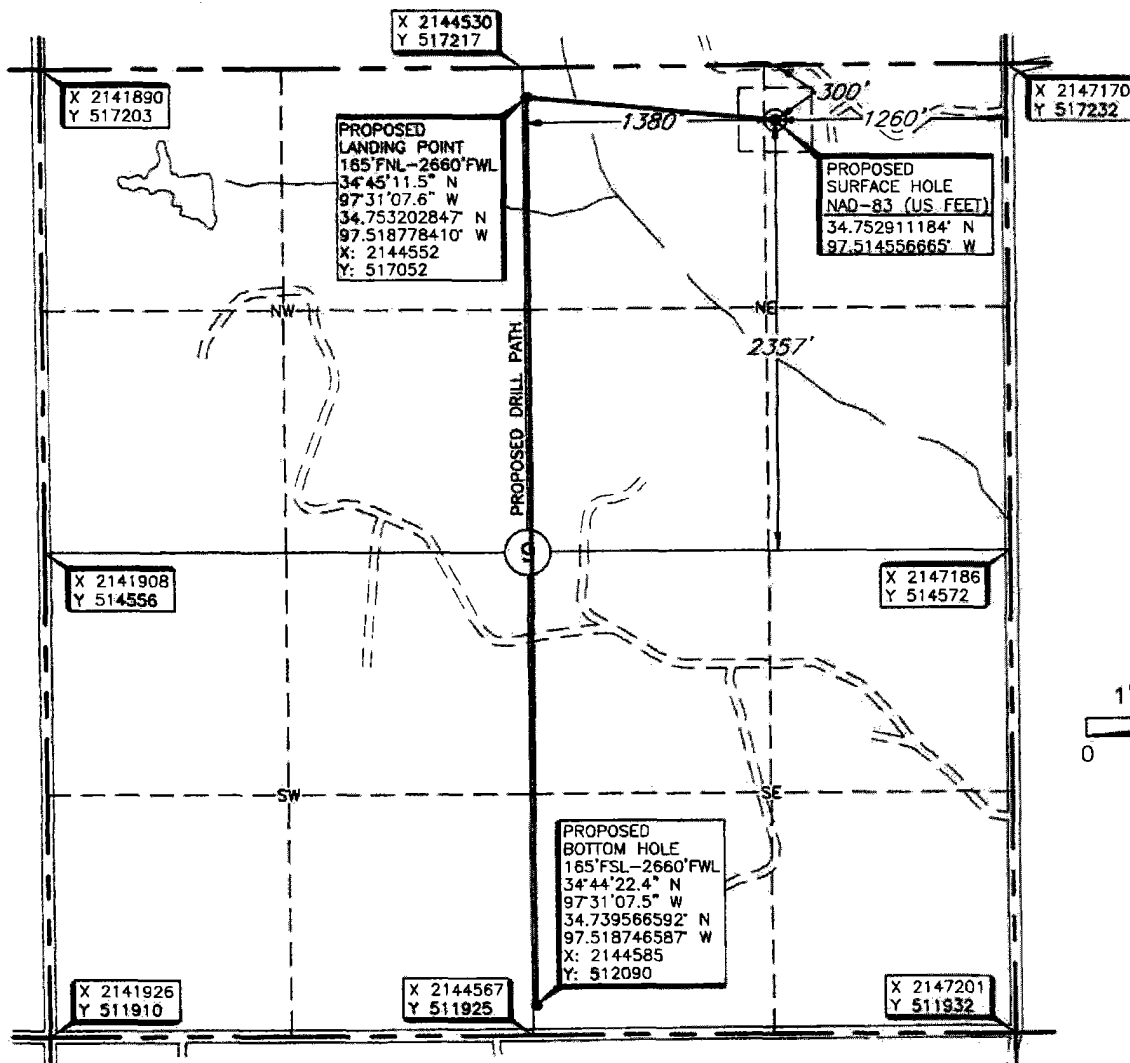 X 2144530
Y 517217
X 2141890
Y 517203
X 2147170
Y 517232
300'
1380'
1260'
PROPOSED
LANDING POINT
165'FNL-2660'FWL
34°45'11.5" N
97°31'07.6" W
34.753202847° N
97.518778410° W
X: 2144552
Y: 517052
PROPOSED
SURFACE HOLE
NAD-83 (US FEET)
34.752911184° N
97.514556665° W
NW
NE
2357'
PROPOSED DRILL PATH
X 2141908
Y 514556
X 2147186
Y 514572
1"
0
SW
SE
PROPOSED
BOTTOM HOLE
165'FSL-2660'FWL
34°44'22.4" N
97°31'07.5" W
34.739566592° N
97.518746587° W
X: 2144585
Y: 512090
X 2141926
Y 511910
X 2144567
Y 511925
X 2147201
Y 511932